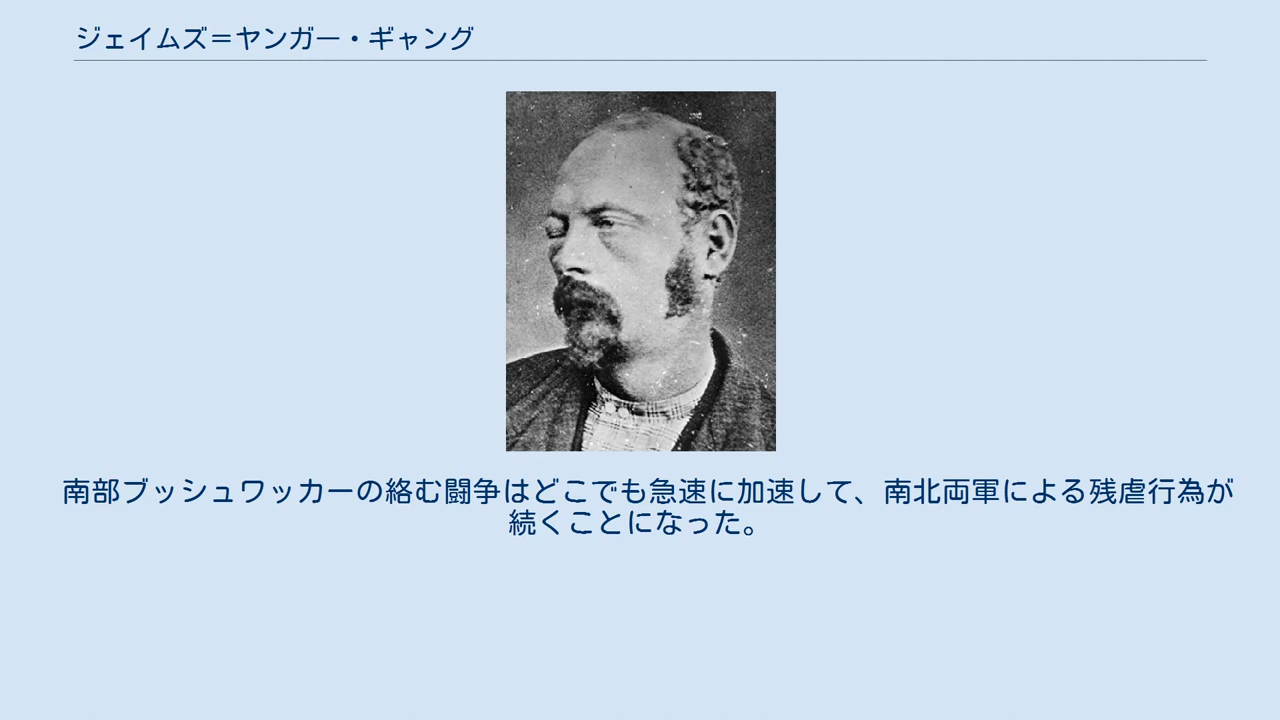 ジェイムズ＝ヤンガー・ギャング
南部ブッシュワッカーの絡む闘争はどこでも急速に加速して、南北両軍による残虐行為が
続くことになった。